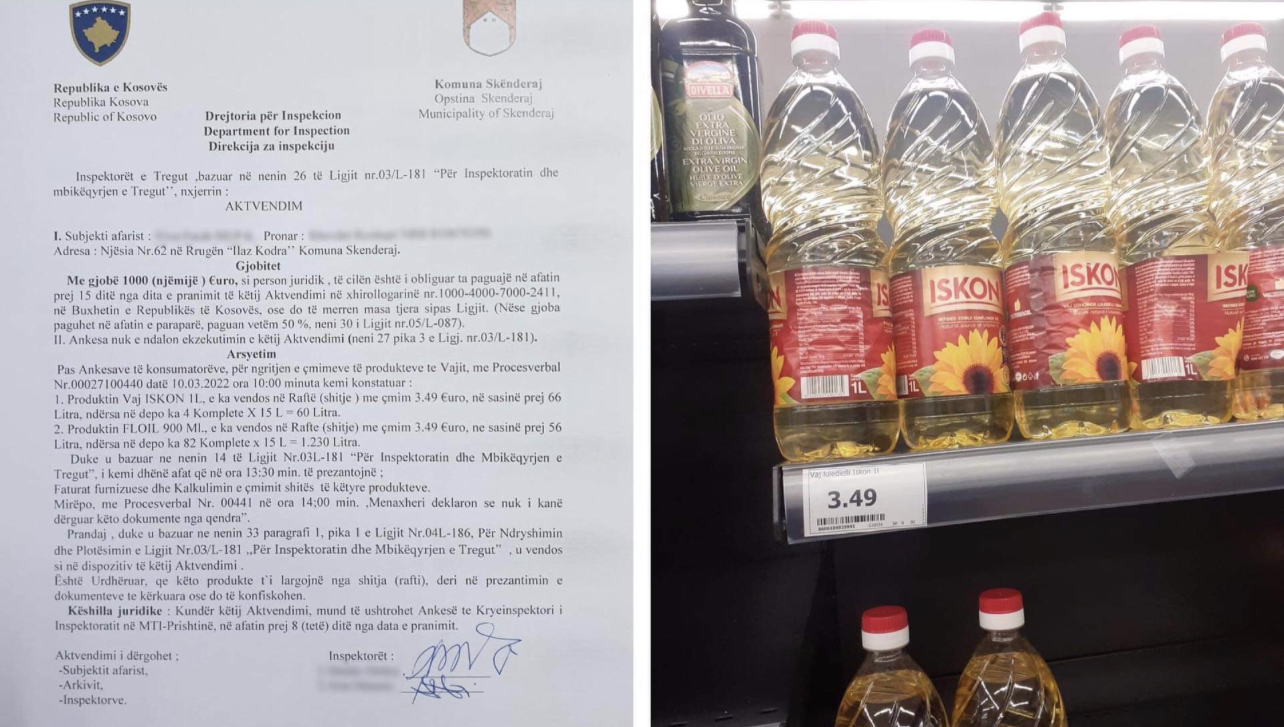 Republika e Kosovës
Republika Kosova
Republic of Kosovo
Komuna Skënderaj
Opstina Skenderaj
Municipality of Skenderaj
Drejtoria për Inspekcion
Department for Inspection
Direkcija za inspekciju
Inspektorët e Tregut ,bazuar në nenin 26 të Ligjit nr.03/L-181 “Për Inspektoratin dhe
mbikëqyrjen e Tregut’’, nxjerrim :
AKTVENDIM
I. Subjekti afarist : Pronar :
Adresa : Njësia Nr.62 në Rrugën “Ilaz Kodra’’ Komuna Skenderaj.
Gjobitet
Me gjobë 1000 (njëmijë ) €uro, si person juridik , të cilën është i obliguar ta paguajë në afatin
prej 15 ditë nga dita e pranimit të këtij Aktvendimi në xhirollogarinë nr.1000-4000-7000-2411,
në Buxhetin e Republikës të Kosovës, ose do të merren masa tjera sipas Ligjit. (Nëse gjoba
paguhet në afatin e paraparë, paguan vetëm 50 %, neni 30 i Ligjit nr.05/L-087).
II. Ankesa nuk e ndalon ekzekutimin e këtij Aktvendimi (neni 27 pika 3 e Ligj. nr.03/L-181).
Arsyetim
Pas Ankesave të konsumatorëve, për ngritjen e çmimeve të produkteve te Vajit, me Procesverbal
Nr.00027100440 datë 10.03.2022 ora 10:00 minuta kemi konstatuar :
1. Produktin Vaj ISKON 1L, e ka vendos në Raftë (shitje ) me çmim 3.49 €uro, në sasinë prej 66
Litra, ndërsa në depo ka 4 Komplete X 15 L = 60 Litra.
2. Produktin FLOIL 900 Ml., e ka vendos në Rafte (shitje) me çmim 3.49 €uro, ne sasinë prej 56
Litra, ndërsa në depo ka 82 Komplete x 15 L = 1.230 Litra.
Duke u bazuar ne nenin 14 të Ligjit Nr.03L-181 “Për Inspektoratin dhe Mbikëqyrjen e
Tregut”, i kemi dhënë afat që në ora 13:30 min. të prezantojnë ;
Faturat furnizuese dhe Kalkulimin e çmimit shitës të këtyre produkteve.
Mirëpo, me Procesverbal Nr. 00441 në ora 14;00 min. ,Menaxheri deklaron se nuk i kanë
dërguar këto dokumente nga qendra”.
Prandaj , duke u bazuar ne nenin 33 paragrafi 1, pika 1 e Ligjit Nr.04L-186, Për Ndryshimin
dhe Plotësimin e Ligjit Nr.03/L-181 ,,Për Inspektoratin dhe Mbikëqyrjen e Tregut” , u vendos
si në dispozitiv të këtij Aktvendimi .
Është Urdhëruar, qe këto produkte t`i largojnë nga shitja (rafti), deri në prezantimin e
dokumenteve te kërkuara ose do të konfiskohen.
Këshilla juridike : Kundër këtij Aktvendimi, mund të ushtrohet Ankesë te Kryeinspektori i
Inspektoratit në MTI-Prishtinë, në afatin prej 8 (tetë) ditë nga data e pranimit.
Aktvendimi i dërgohet ;
-Subjektit afarist,
-Arkivit,
-Inspektorve.
Inspektorët :
DIVELLA
OLIO
EXTRA
VERGINE
DI OLIVA
EXTRA VIRGIN
OLIVE OIL
HUILE D'OLIVE
VIERGE EXTRA
ISKON
ISKON
ISK
1L
1L
1L
3.49